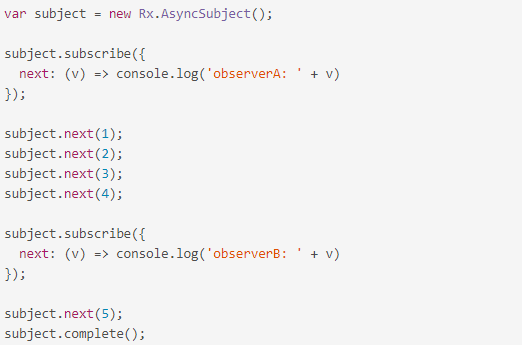 var subject = new Rx.AsyncSubject();
subject.subscribe({
  next: (v) => console.log('observerA: ' + v)
});
subject.next(1);
subject.next(2);
subject.next(3);
subject.next(4);
subject.subscribe({
  next: (v) => console.log('observerB: ' + v)
});
subject.next(5);
subject.complete();